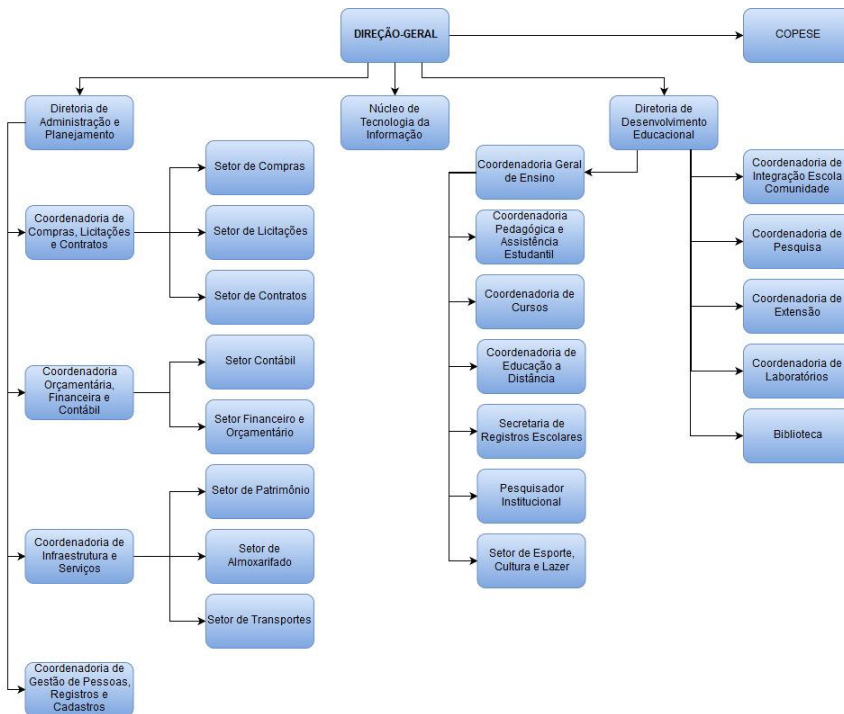 DIREÇÃO-GERAL
COPESE
Diretoria de
Administração e
Planejamento
Núcleo de
Tecnologia da
Informação
Diretoria de
Desenvolvimento
Educacional
Coordenadoria de
Compras, Licitações
e Contratos
Setor de Compras
Setor de Licitações
Setor de Contratos
Coordenadoria
Orçamentária,
Financeira e
Contábil
Setor Contábil
Setor Financeiro e
Orçamentário
Coordenadoria de
Infraestrutura e
Serviços
Setor de Patrimônio
Setor de
Almoxarifado
Setor de Transportes
Coordenadoria de
Gestão de Pessoas,
Registros e
Cadastros
Coordenadoria Geral
de Ensino
Coordenadoria
Pedagógica e
Assistência
Estudantil
Coordenadoria de
Cursos
Coordenadoria de
Educação a
Distância
Secretaria de
Registros Escolares
Pesquisador
Institucional
Setor de Esporte,
Cultura e Lazer
Coordenadoria de
Integração Escola
Comunidade
Coordenadoria de
Pesquisa
Coordenadoria de
Extensão
Coordenadoria de
Laboratórios
Biblioteca